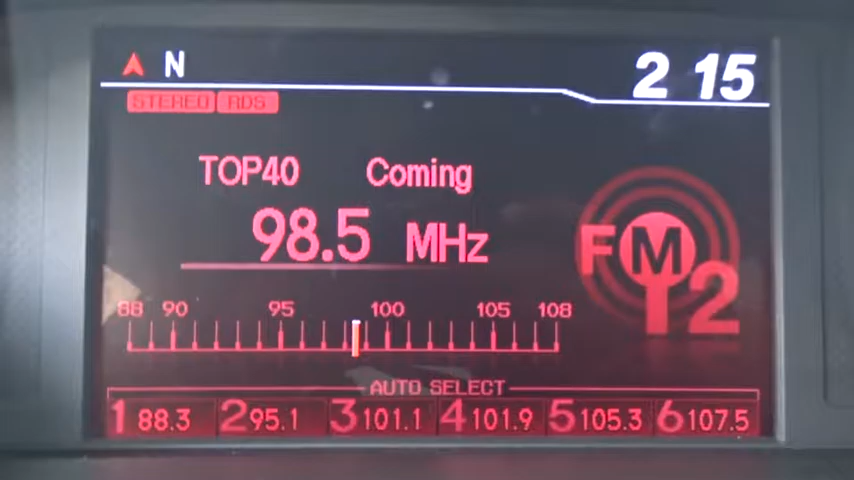 N 2 15
STEREO RDS
TOP40 Coming
98.5 MHz
FM2
88 90 95 100 105 108
AUTO SELECT
1 88.3 2 95.1 3 101.1 4 101.9 5 105.3 6 107.5